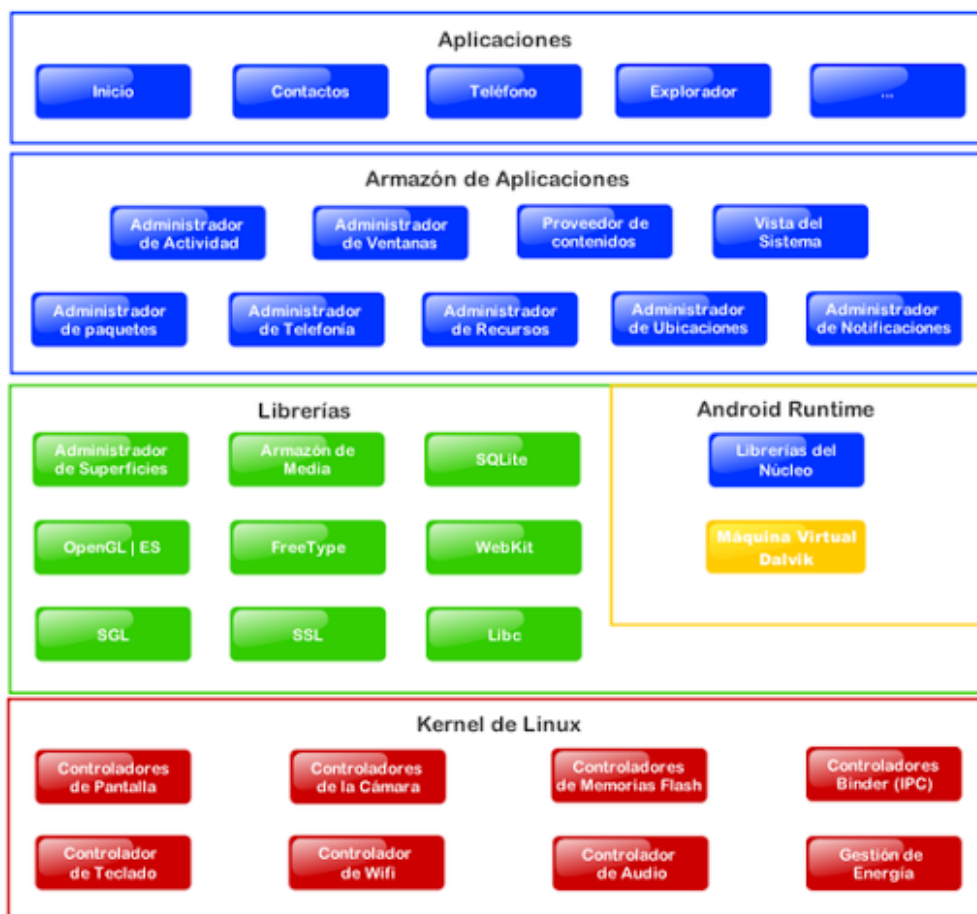 Aplicaciones
Inicio
Contactos
Teléfono
Explorador
...
Armazón de Aplicaciones
Administrador
de Actividad
Administrador
de Ventanas
Proveedor de
contenidos
Vista del
Sistema
Administrador
de paquetes
Administrador
de Telefonía
Administrador
de Recursos
Administrador
de Ubicaciones
Administrador
de Notificaciones
Librerías
Administrador
de Superficies
Armazón de
Media
SQLite
OpenGL | ES
FreeType
WebKit
SGL
SSL
Libc
Android Runtime
Librerías del
Núcleo
Máquina Virtual
Dalvik
Kernel de Linux
Controladores
de Pantalla
Controladores
de la Cámara
Controladores
de Memorias Flash
Controladores
Binder (IPC)
Controlador
de Teclado
Controlador
de Wifi
Controlador
de Audio
Gestión de
Energía